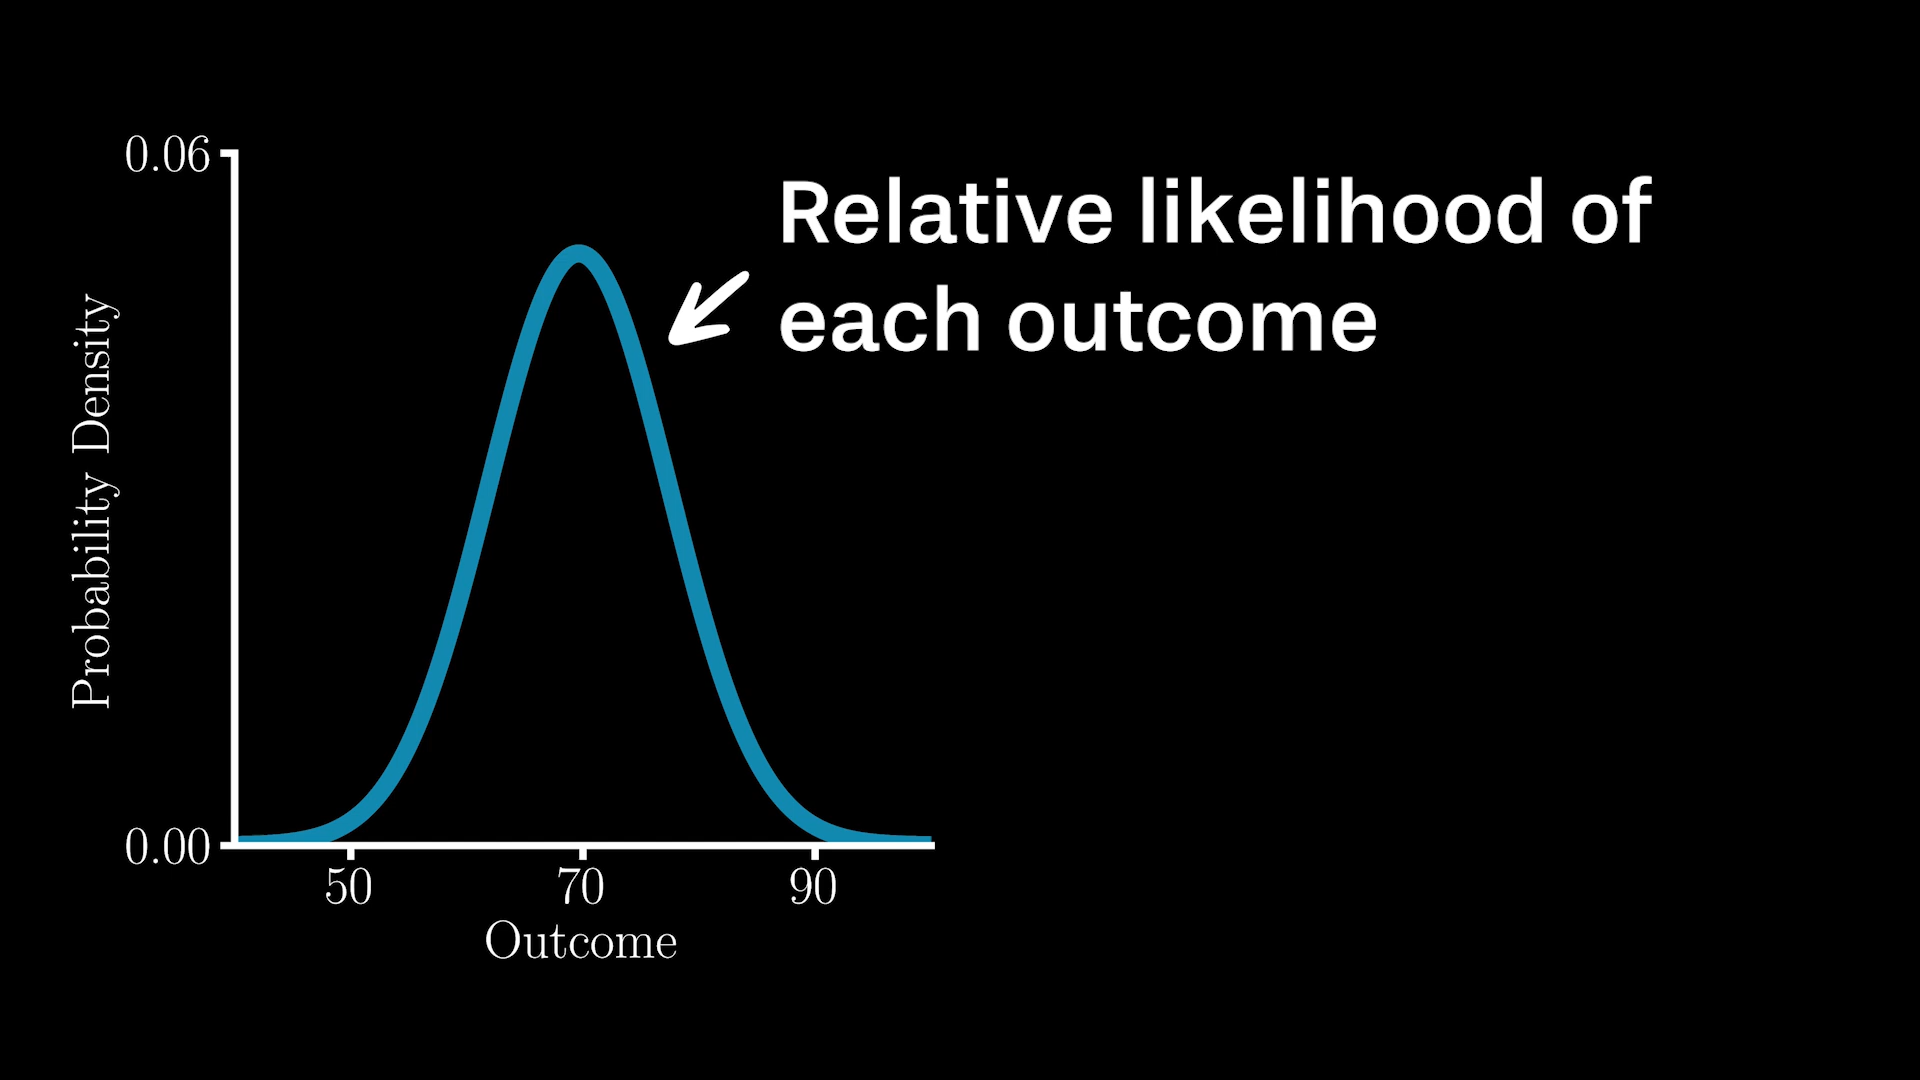 0.06
Relative likelihood of
each outcome
Probability Density
0.00
50
70
90
Outcome